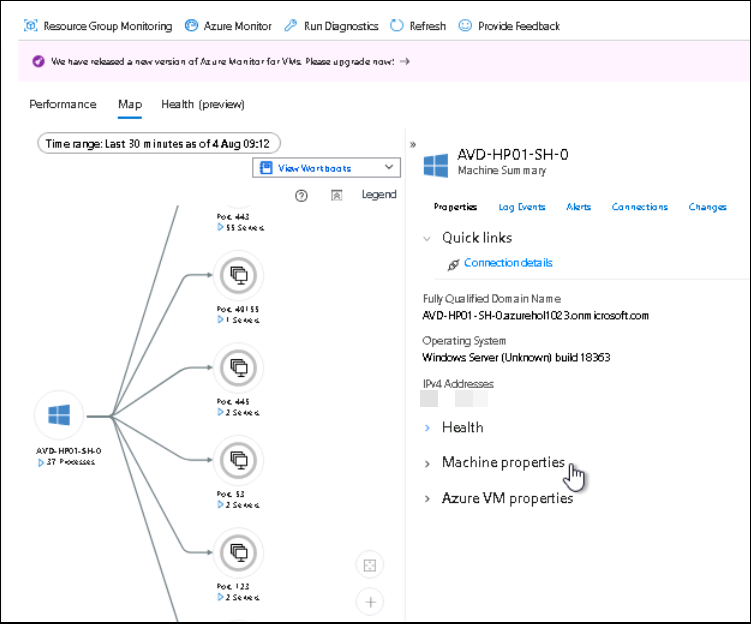 Resource Group Monitoring Azure Monitor Run Diagnostics Refresh Provide Feedback
We have released a new version of Azure Monitor for VMs. Please upgrade now!
Performance Map Health (preview)
Time range: Last 30 minutes as of 4 Aug 09:12
View Workbooks
Legend
Port: 443
55 Servers
Port: 49155
1 Servers
Port: 445
2 Servers
AVD-HP01-SH-0
37 Processes
Port: 53
2 Servers
Port: 123
2 Servers
»
AVD-HP01-SH-0
Machine Summary
Properties Log Events Alerts Connections Changes
Quick links
Connection details
Fully Qualified Domain Name
AVD-HP01-SH-0.azurehol1023.onmicrosoft.com
Operating System
Windows Server (Unknown) build 18363
IPv4 Addresses
Health
Machine properties
Azure VM properties